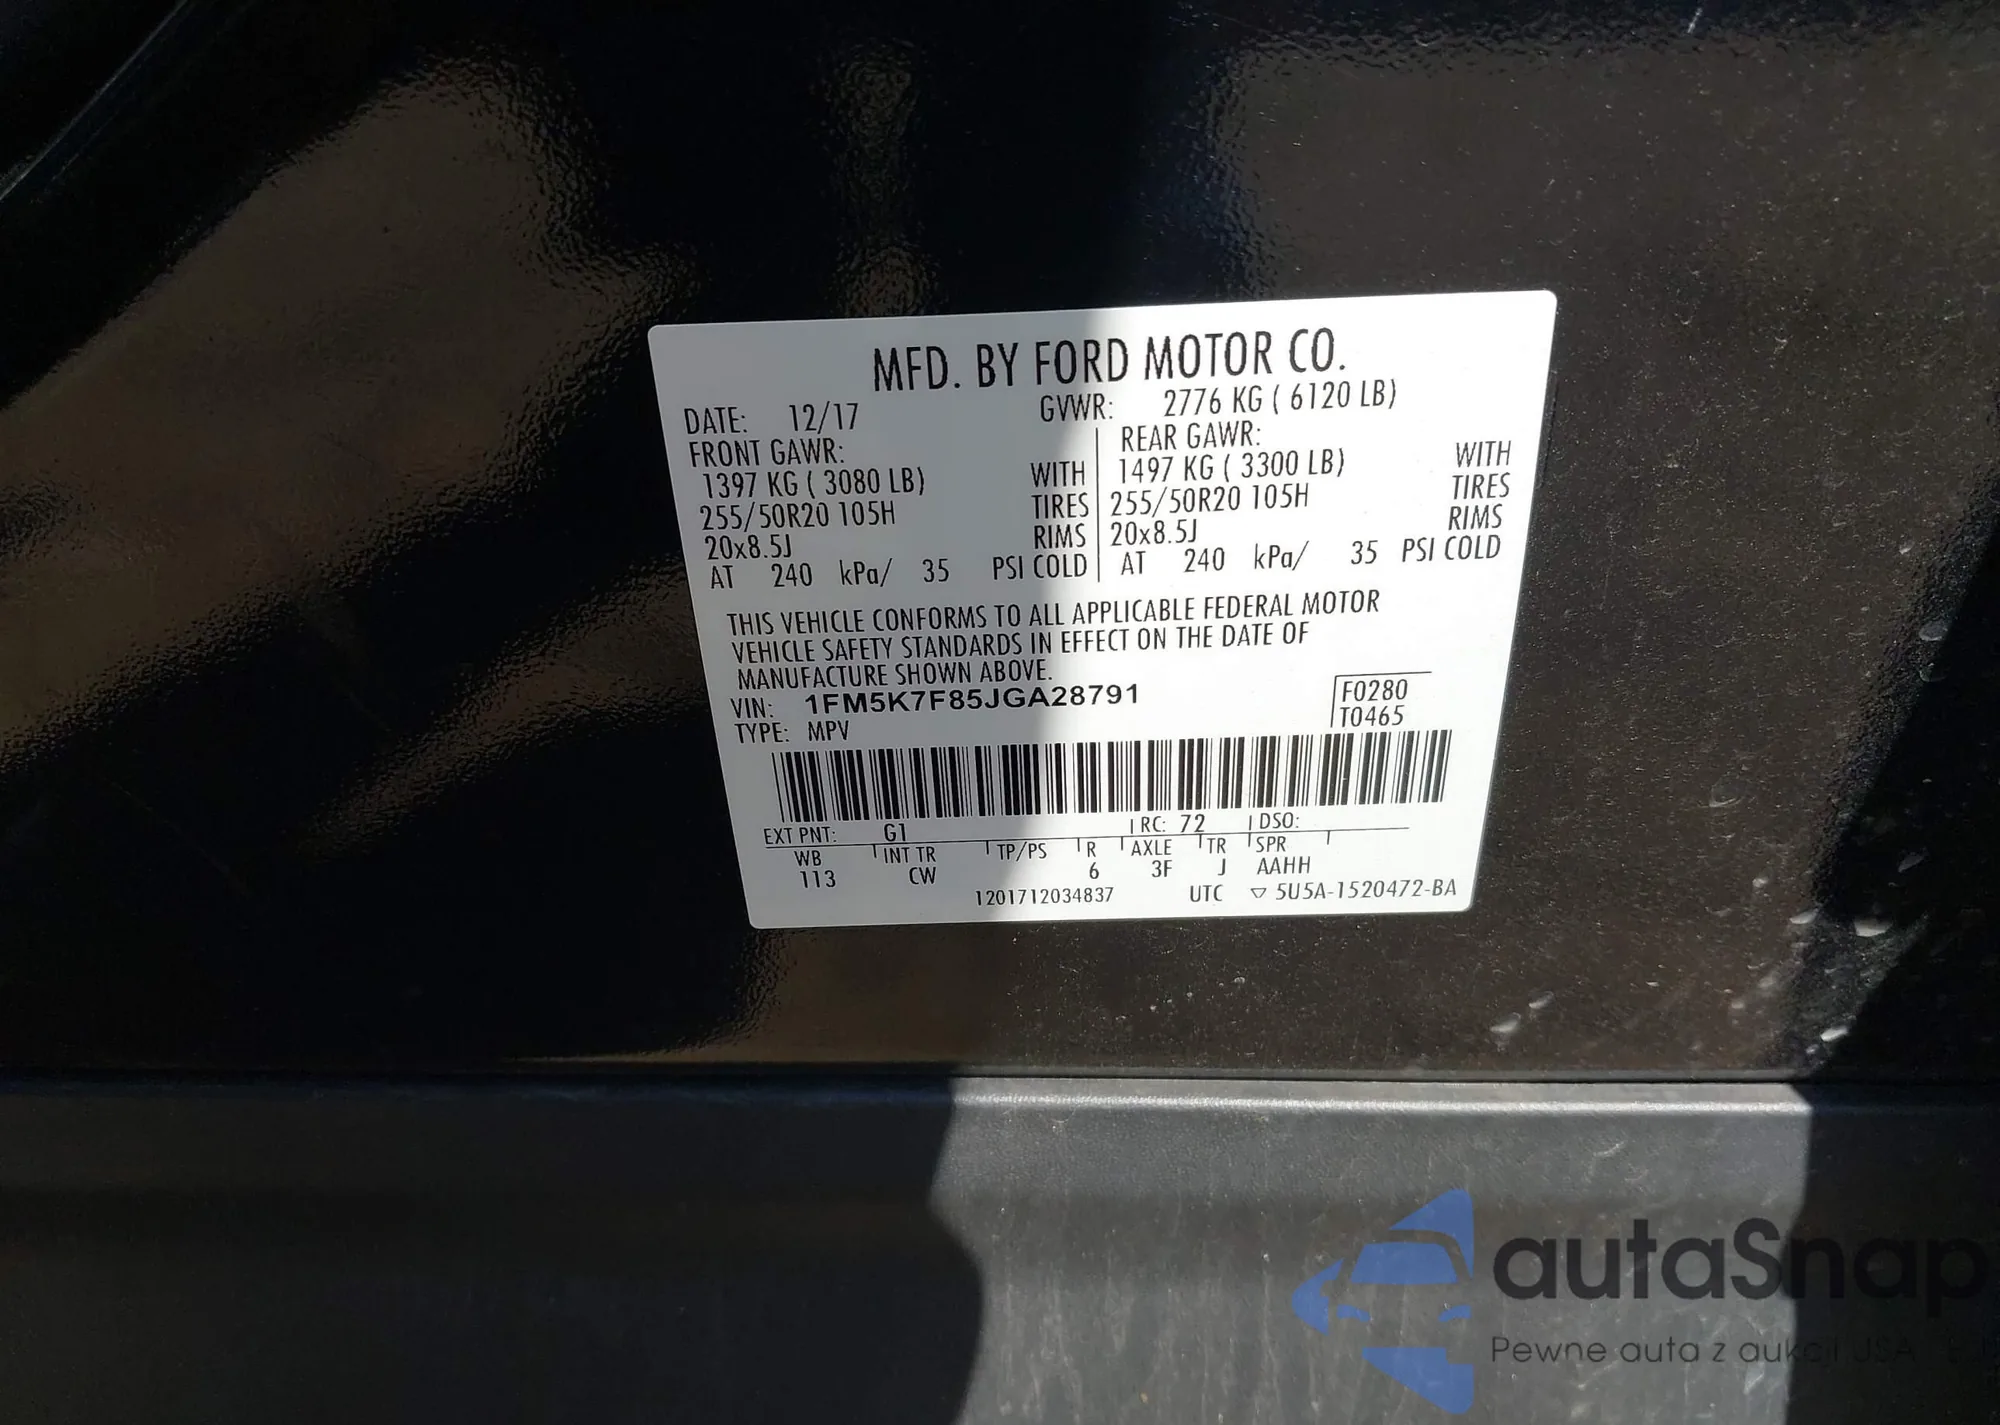 MFD. BY FORD MOTOR CO.
DATE: 12/17 GVWR: 2776 KG ( 6120 LB)
FRONT GAWR: REAR GAWR:
1397 KG ( 3080 LB) WITH 1497 KG ( 3300 LB) WITH
255/50R20 105H TIRES 255/50R20 105H TIRES
20x8.5J RIMS 20x8.5J RIMS
AT 240 kPa/ 35 PSI COLD AT 240 kPa/ 35 PSI COLD
THIS VEHICLE CONFORMS TO ALL APPLICABLE FEDERAL MOTOR
VEHICLE SAFETY STANDARDS IN EFFECT ON THE DATE OF
MANUFACTURE SHOWN ABOVE.
VIN: 1FM5K7F85JGA28791 F0280
TYPE: MPV T0465
EXT PNT: G1 RC: 72 DSO:
WB INT TR TP/PS R AXLE TR SPR
113 CW 6 3F J AAHH
1201712034837 UTC ▽ 5U5A-1520472-BA
autaSnap
Pewne auta z aukcji USA